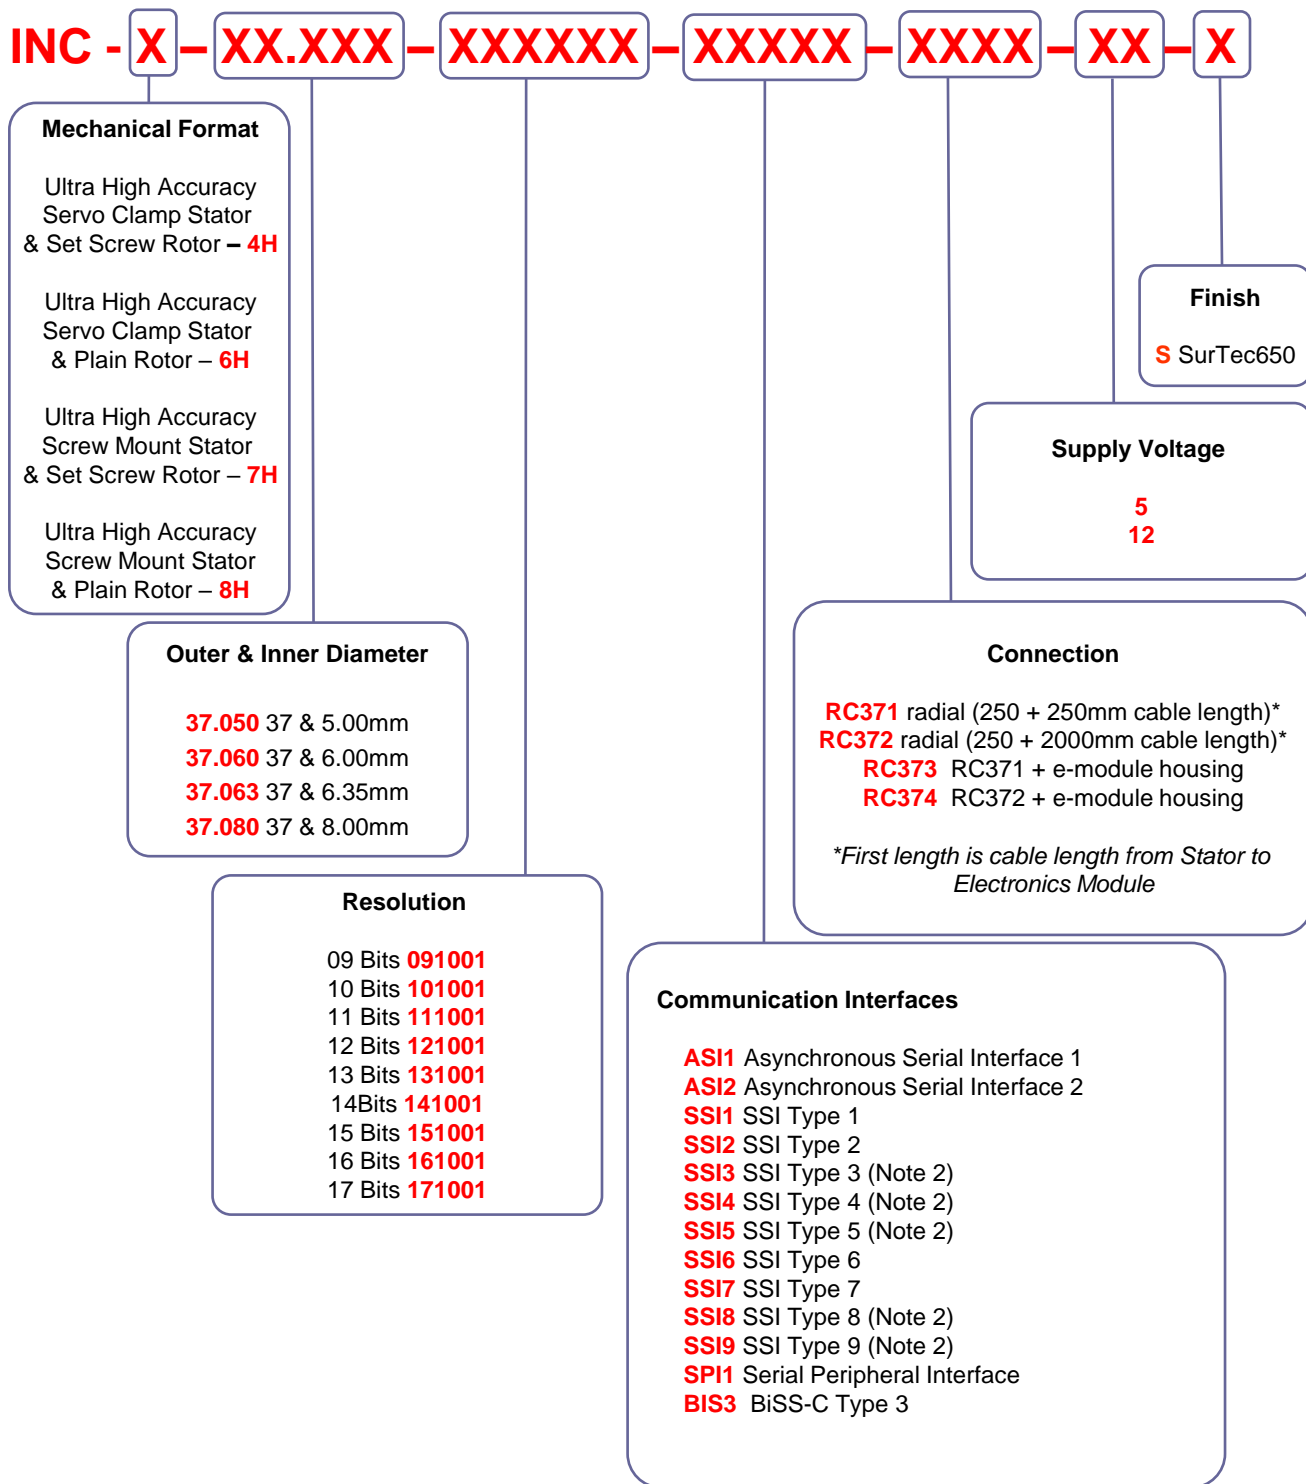 INC - X – XX.XXX – XXXXXX – XXXXX – XXXX – XX – X
Mechanical Format
Ultra High Accuracy
Servo Clamp Stator
& Set Screw Rotor – 4H
Ultra High Accuracy
Servo Clamp Stator
& Plain Rotor – 6H
Ultra High Accuracy
Screw Mount Stator
& Set Screw Rotor – 7H
Ultra High Accuracy
Screw Mount Stator
& Plain Rotor – 8H
Outer & Inner Diameter
37.050 37 & 5.00mm
37.060 37 & 6.00mm
37.063 37 & 6.35mm
37.080 37 & 8.00mm
Resolution
09 Bits 091001
10 Bits 101001
11 Bits 111001
12 Bits 121001
13 Bits 131001
14Bits 141001
15 Bits 151001
16 Bits 161001
17 Bits 171001
Communication Interfaces
ASI1 Asynchronous Serial Interface 1
ASI2 Asynchronous Serial Interface 2
SSI1 SSI Type 1
SSI2 SSI Type 2
SSI3 SSI Type 3 (Note 2)
SSI4 SSI Type 4 (Note 2)
SSI5 SSI Type 5 (Note 2)
SSI6 SSI Type 6
SSI7 SSI Type 7
SSI8 SSI Type 8 (Note 2)
SSI9 SSI Type 9 (Note 2)
SPI1 Serial Peripheral Interface
BIS3 BiSS-C Type 3
Connection
RC371 radial (250 + 250mm cable length)*
RC372 radial (250 + 2000mm cable length)*
RC373 RC371 + e-module housing
RC374 RC372 + e-module housing
*First length is cable length from Stator to
Electronics Module
Supply Voltage
5
12
Finish
S SurTec650